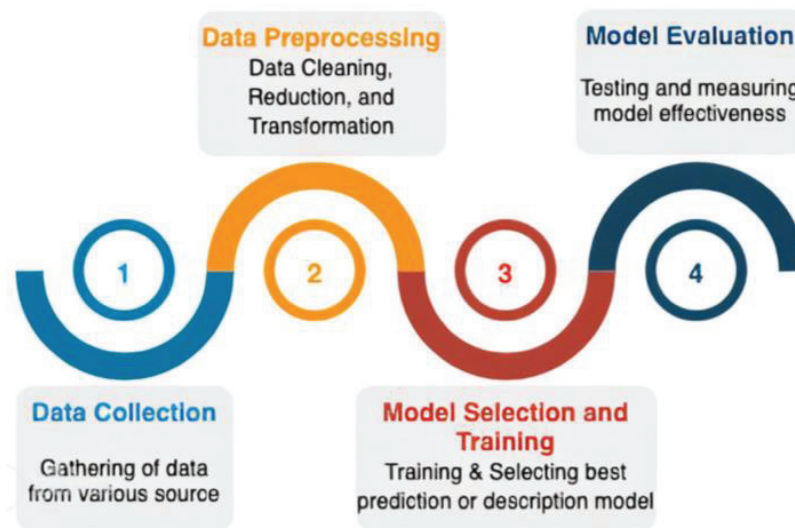 Data Preprocessing
Data Cleaning,
Reduction, and
Transformation
Model Evaluation
Testing and measuring
model effectiveness
1
2
3
4
Data Collection
Gathering of data
from various source
Model Selection and
Training
Training & Selecting best
prediction or description model